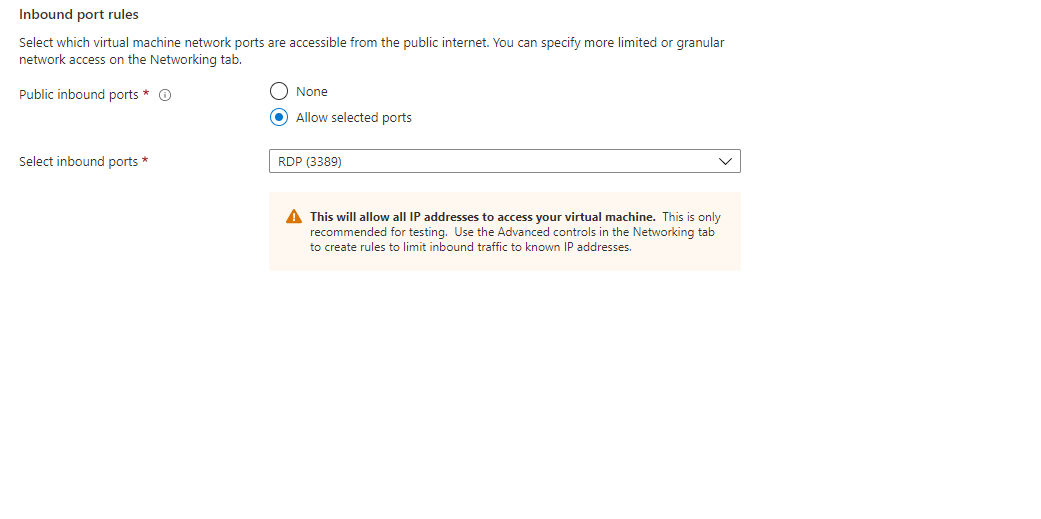 Inbound port rules
Select which virtual machine network ports are accessible from the public internet. You can specify more limited or granular
network access on the Networking tab.
Public inbound ports *
None
Allow selected ports
Select inbound ports *
RDP (3389)
This will allow all IP addresses to access your virtual machine. This is only
recommended for testing. Use the Advanced controls in the Networking tab
to create rules to limit inbound traffic to known IP addresses.